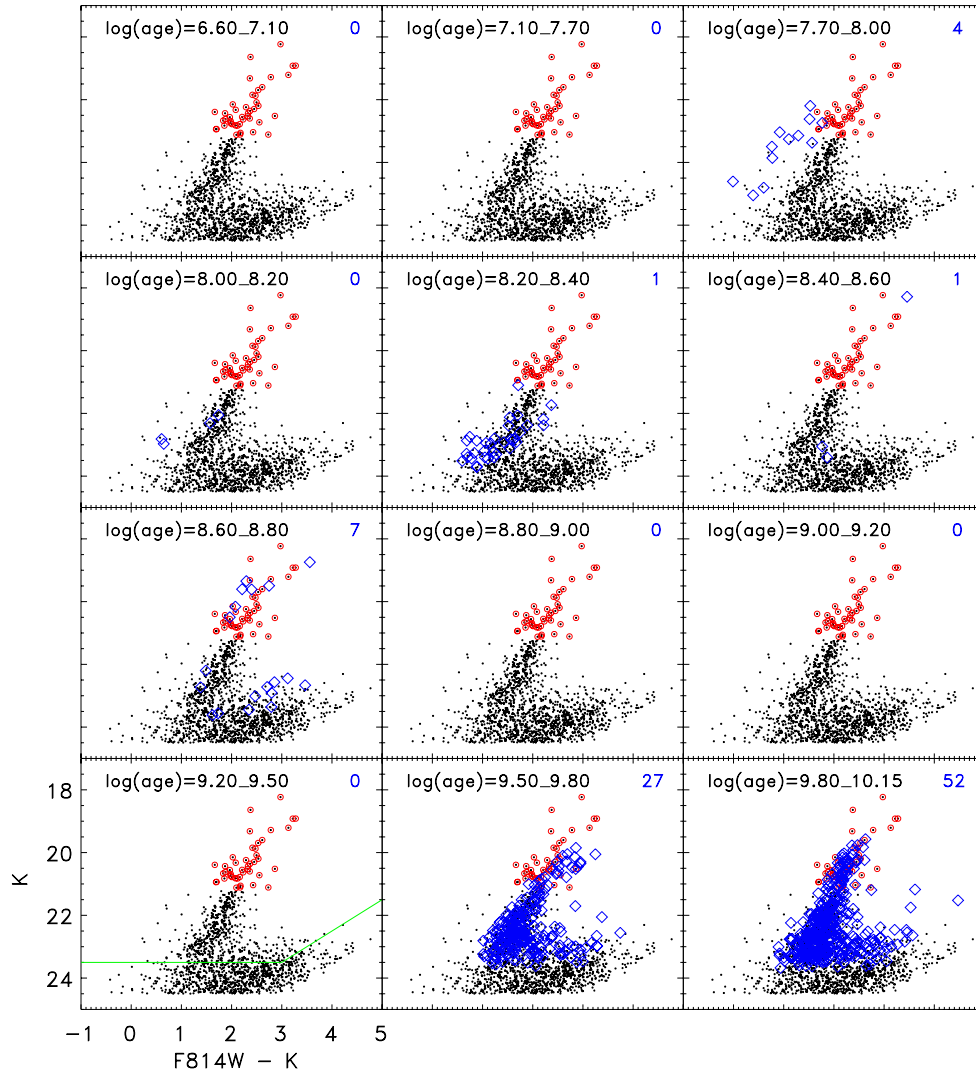 log(age)=6.60_7.10 0
log(age)=7.10_7.70 0
log(age)=7.70_8.00 4
log(age)=8.00_8.20 0
log(age)=8.20_8.40 1
log(age)=8.40_8.60 1
log(age)=8.60_8.80 7
log(age)=8.80_9.00 0
log(age)=9.00_9.20 0
log(age)=9.20_9.50 0
log(age)=9.50_9.80 27
log(age)=9.80_10.15 52
18
20
22
24
K
-1 0 1 2 3 4 5
F814W - K